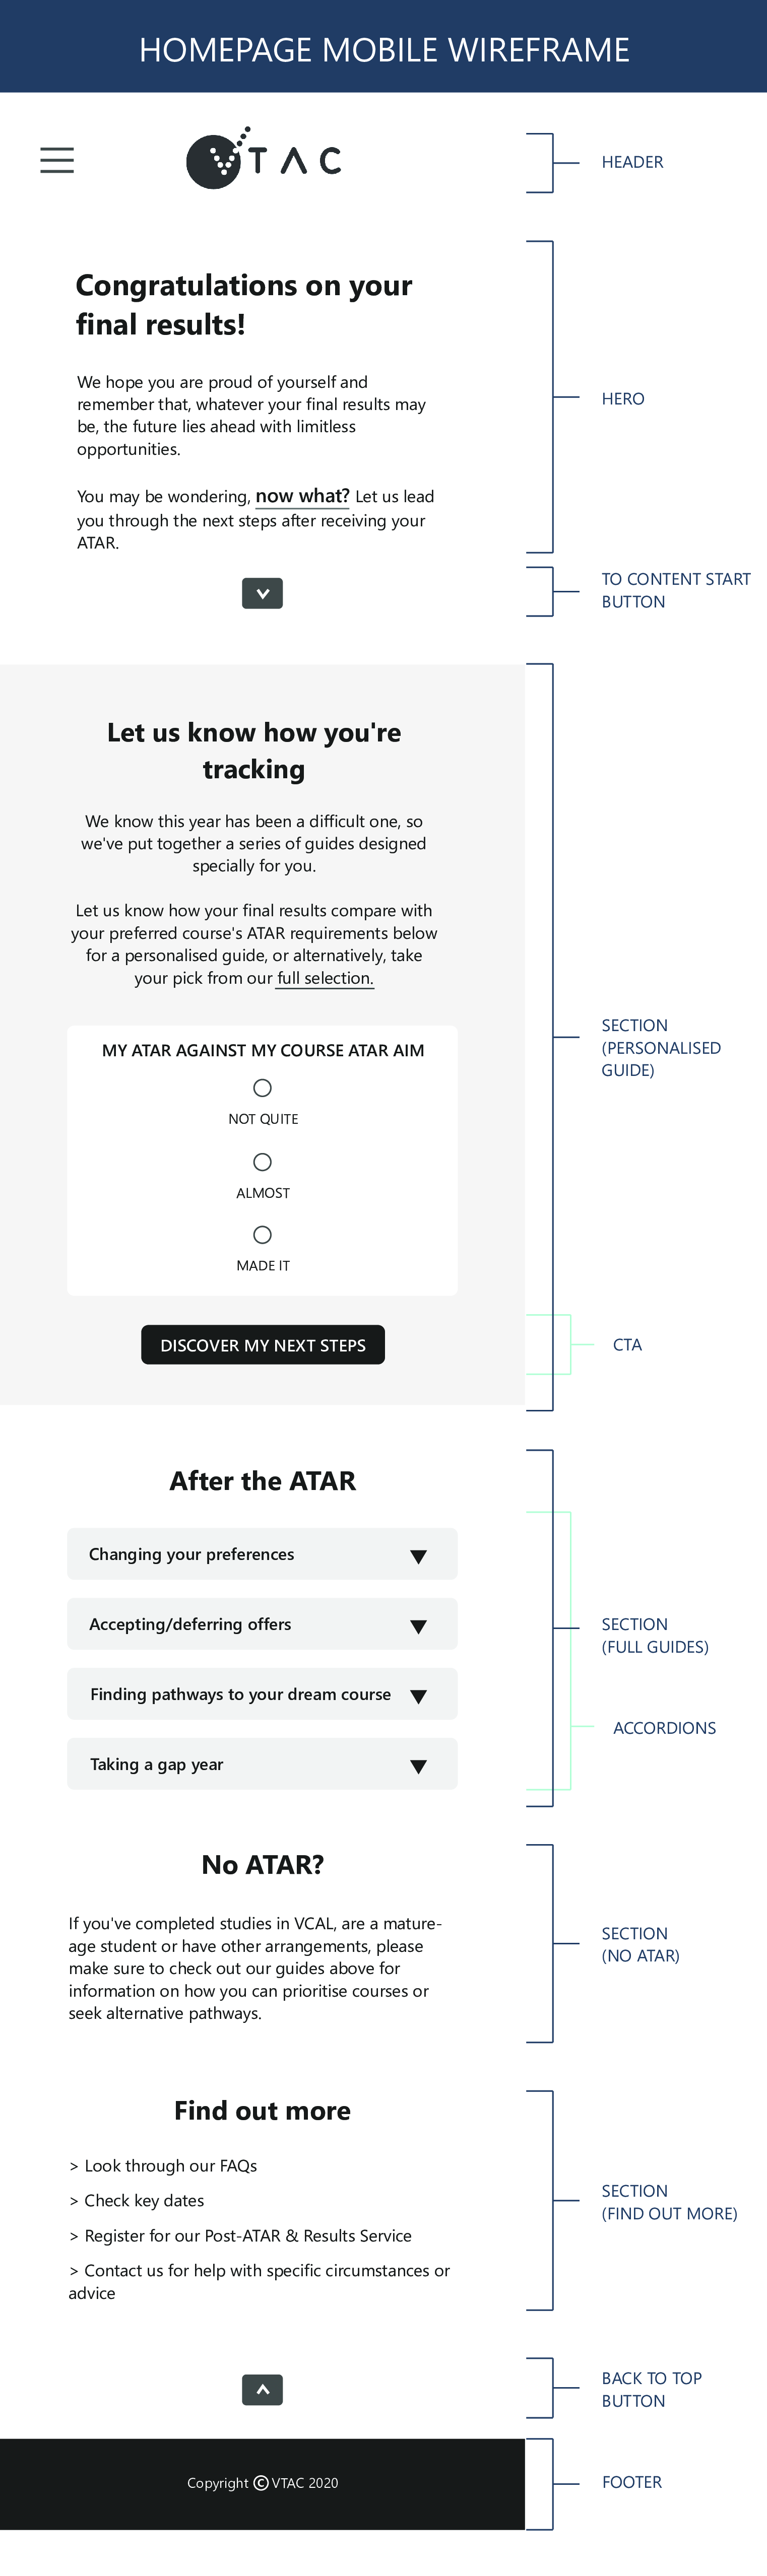 HOMEPAGE MOBILE WIREFRAME
VTAC
HEADER
Congratulations on your
final results!
We hope you are proud of yourself and
remember that, whatever your final results may
be, the future lies ahead with limitless
opportunities.
HERO
You may be wondering, now what? Let us lead
you through the next steps after receiving your
ATAR.
TO CONTENT START
BUTTON
Let us know how you're
tracking
We know this year has been a difficult one, so
we've put together a series of guides designed
specially for you.
Let us know how your final results compare with
your preferred course's ATAR requirements below
for a personalised guide, or alternatively, take
your pick from our full selection.
SECTION
(PERSONALISED
GUIDE)
MY ATAR AGAINST MY COURSE ATAR AIM
NOT QUITE
ALMOST
MADE IT
DISCOVER MY NEXT STEPS
CTA
After the ATAR
Changing your preferences
Accepting/deferring offers
Finding pathways to your dream course
Taking a gap year
SECTION
(FULL GUIDES)
ACCORDIONS
No ATAR?
If you've completed studies in VCAL, are a mature-
age student or have other arrangements, please
make sure to check out our guides above for
information on how you can prioritise courses or
seek alternative pathways.
SECTION
(NO ATAR)
Find out more
> Look through our FAQs
> Check key dates
> Register for our Post-ATAR & Results Service
> Contact us for help with specific circumstances or
advice
SECTION
(FIND OUT MORE)
BACK TO TOP
BUTTON
Copyright © VTAC 2020
FOOTER